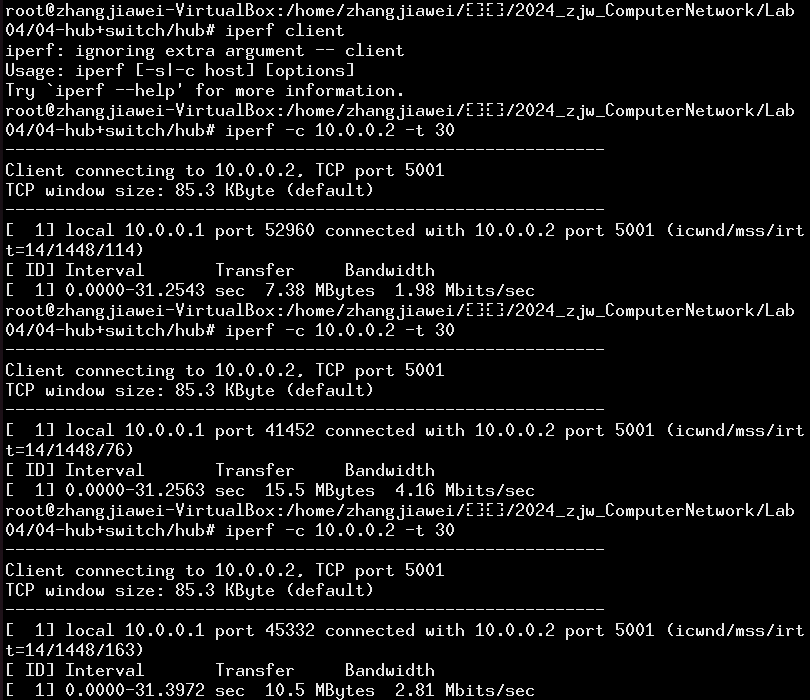 root@zhangjiawei-VirtualBox:/home/zhangjiawei/[][]/2024_zjw_ComputerNetwork/Lab
04/04-hub+switch/hub# iperf client
iperf: ignoring extra argument -- client
Usage: iperf [-s|-c host] [options]
Try `iperf --help' for more information.
root@zhangjiawei-VirtualBox:/home/zhangjiawei/[][]/2024_zjw_ComputerNetwork/Lab
04/04-hub+switch/hub# iperf -c 10.0.0.2 -t 30
------------------------------------------------------------
Client connecting to 10.0.0.2, TCP port 5001
TCP window size: 85.3 KByte (default)
------------------------------------------------------------
[  1] local 10.0.0.1 port 52960 connected with 10.0.0.2 port 5001 (icwnd/mss/irt
t=14/1448/114)
[ ID] Interval       Transfer     Bandwidth
[  1] 0.0000-31.2543 sec  7.38 MBytes  1.98 Mbits/sec
root@zhangjiawei-VirtualBox:/home/zhangjiawei/[][]/2024_zjw_ComputerNetwork/Lab
04/04-hub+switch/hub# iperf -c 10.0.0.2 -t 30
------------------------------------------------------------
Client connecting to 10.0.0.2, TCP port 5001
TCP window size: 85.3 KByte (default)
------------------------------------------------------------
[  1] local 10.0.0.1 port 41452 connected with 10.0.0.2 port 5001 (icwnd/mss/irt
t=14/1448/76)
[ ID] Interval       Transfer     Bandwidth
[  1] 0.0000-31.2563 sec  15.5 MBytes  4.16 Mbits/sec
root@zhangjiawei-VirtualBox:/home/zhangjiawei/[][]/2024_zjw_ComputerNetwork/Lab
04/04-hub+switch/hub# iperf -c 10.0.0.2 -t 30
------------------------------------------------------------
Client connecting to 10.0.0.2, TCP port 5001
TCP window size: 85.3 KByte (default)
------------------------------------------------------------
[  1] local 10.0.0.1 port 45332 connected with 10.0.0.2 port 5001 (icwnd/mss/irt
t=14/1448/163)
[ ID] Interval       Transfer     Bandwidth
[  1] 0.0000-31.3972 sec  10.5 MBytes  2.81 Mbits/sec